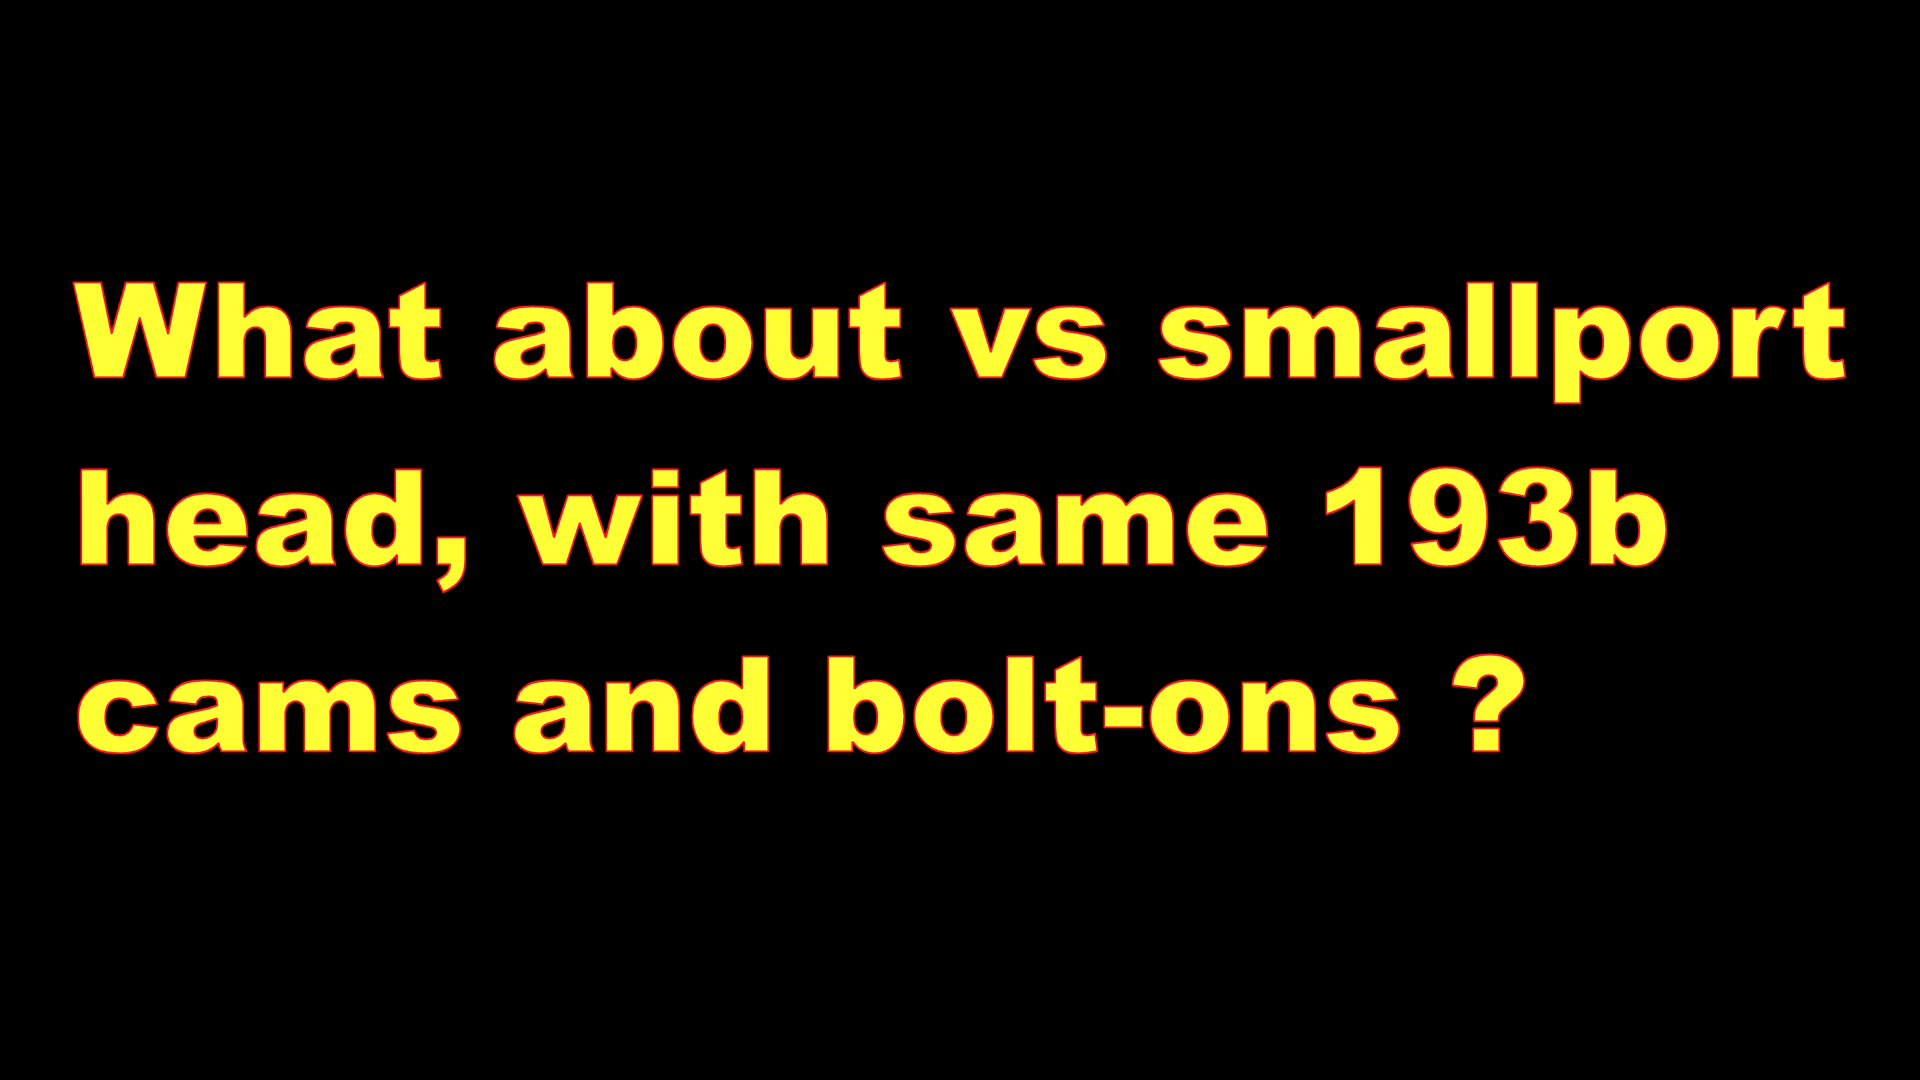 What about vs smallport
head, with same 193b
cams and bolt-ons ?